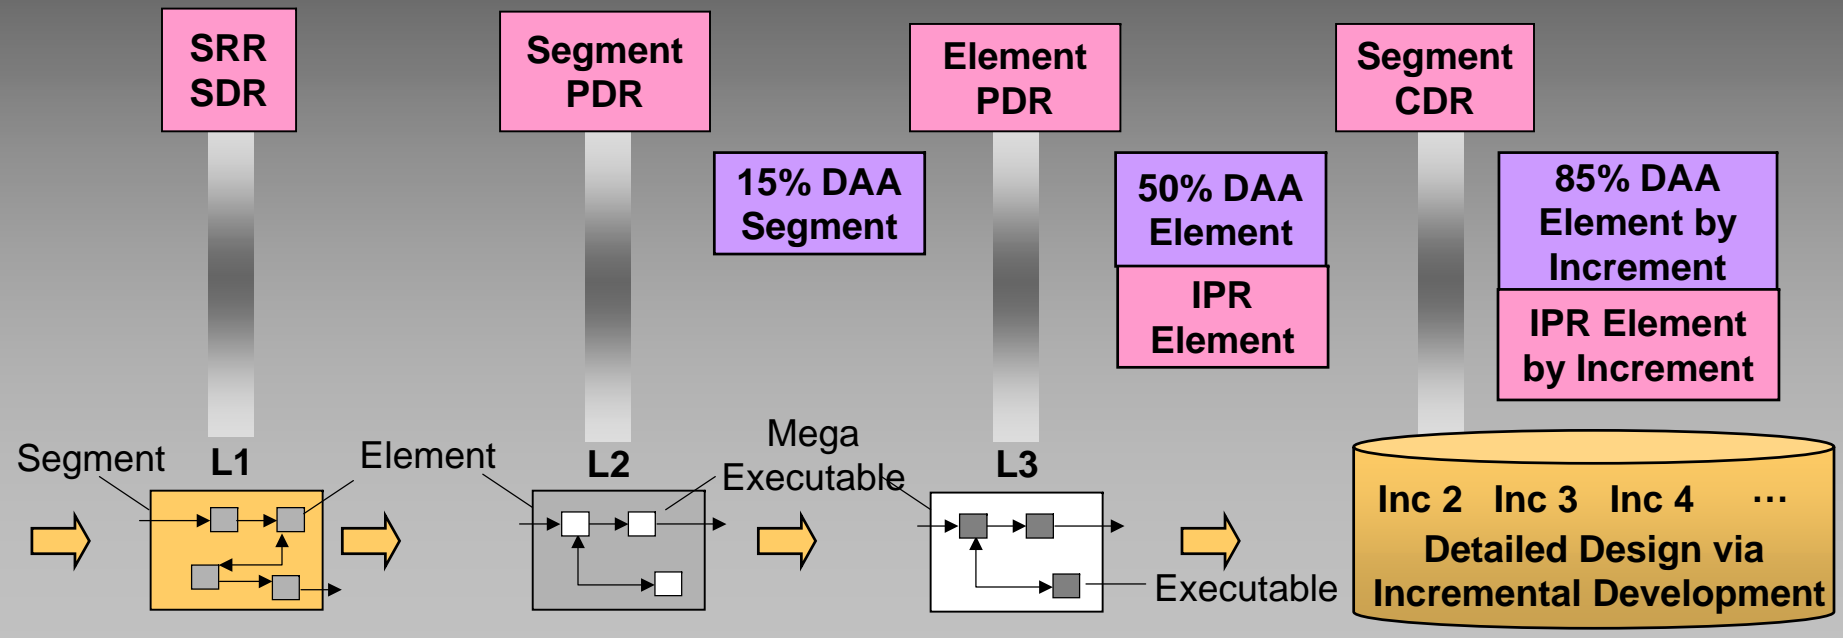 SRR
SDR
Segment
PDR
Element
PDR
Segment
CDR
15% DAA
Segment
50% DAA
Element
IPR
Element
85% DAA
Element by
Increment
IPR Element
by Increment
Segment
L1
Element
L2
Mega
Executable
L3
Executable
Inc 2 Inc 3 Inc 4 ...
Detailed Design via
Incremental Development